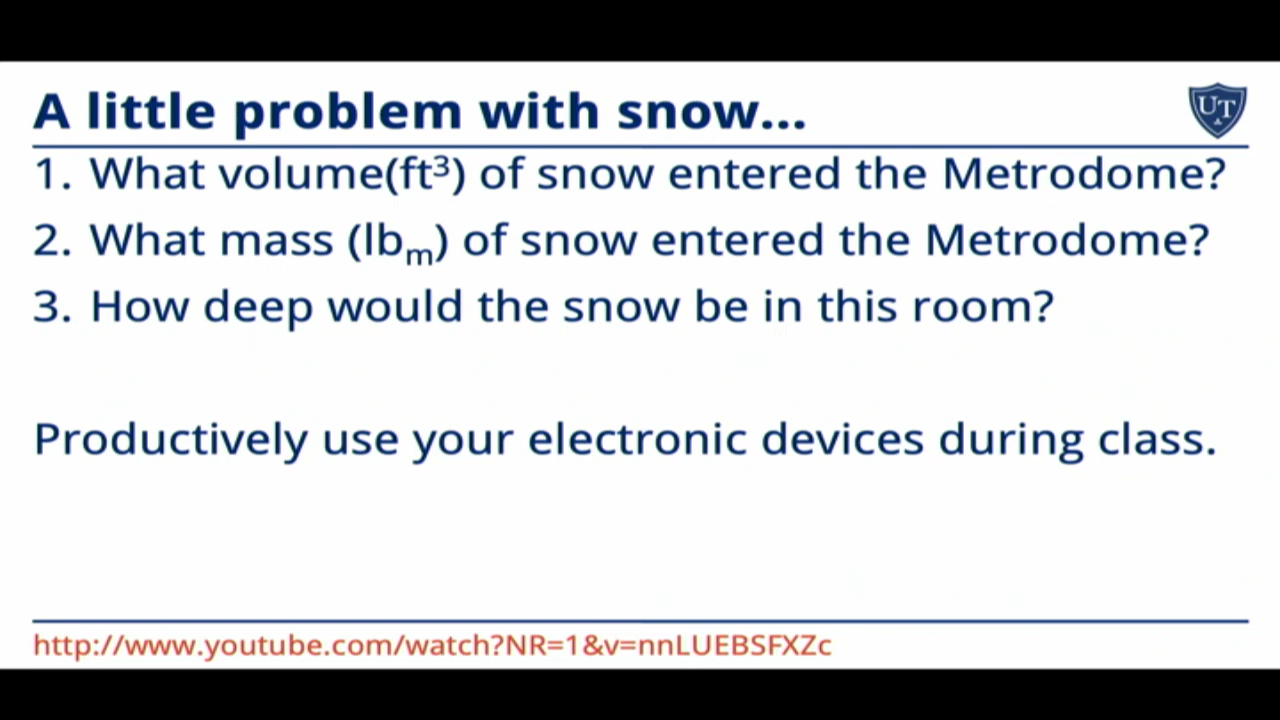 A little problem with snow...
UT
1. What volume(ft³) of snow entered the Metrodome?
2. What mass (lbₘ) of snow entered the Metrodome?
3. How deep would the snow be in this room?
Productively use your electronic devices during class.
http://www.youtube.com/watch?NR=1&v=nnLUEBSFXZc